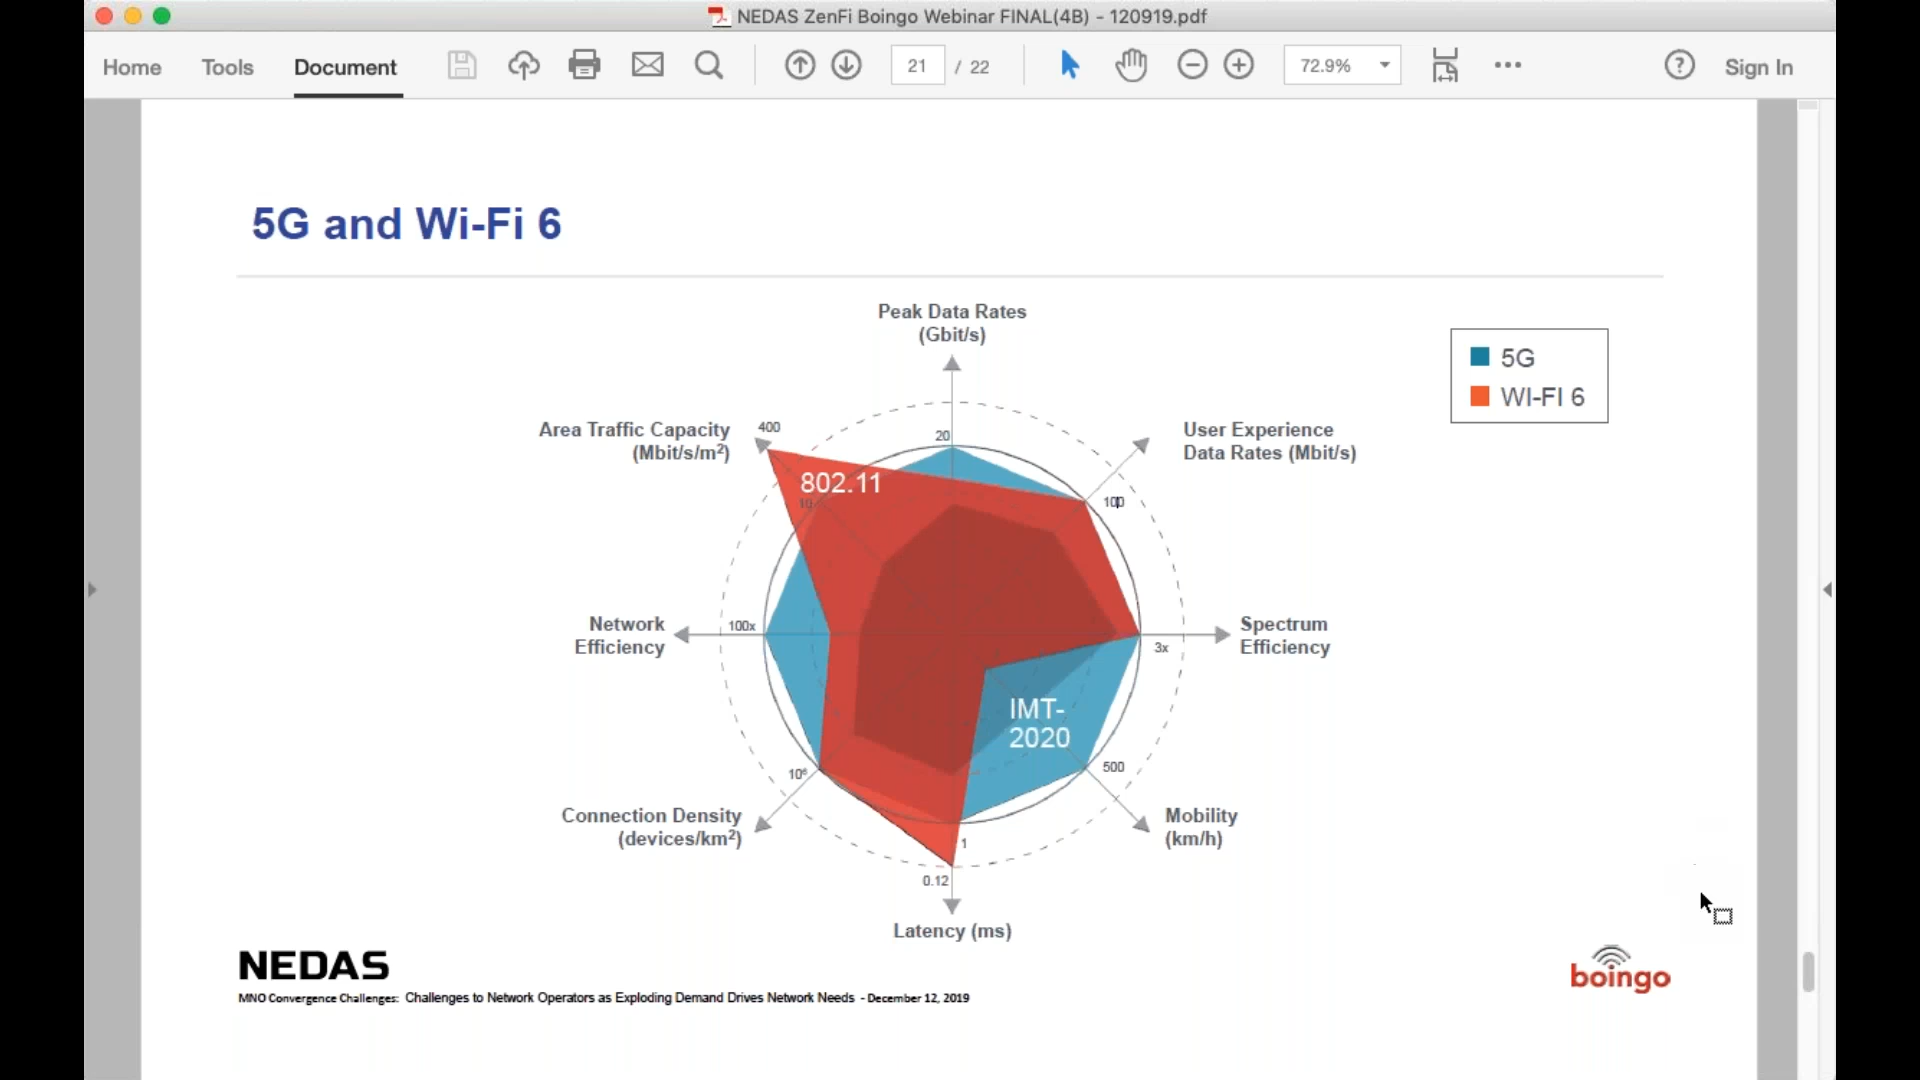 NEDAS ZenFi Boingo Webinar FINAL(4B) - 120919.pdf
Home Tools Document 21 / 22 72.9% Sign In
5G and Wi-Fi 6
Peak Data Rates
(Gbit/s)
5G
WI-FI 6
Area Traffic Capacity
(Mbit/s/m²)
400
20
User Experience
Data Rates (Mbit/s)
802.11
10
100
Network
Efficiency
100x
Spectrum
Efficiency
3x
IMT-
2020
10⁶
500
Connection Density
(devices/km²)
Mobility
(km/h)
1
0.12
Latency (ms)
NEDAS
boingo
MNO Convergence Challenges: Challenges to Network Operators as Exploding Demand Drives Network Needs - December 12, 2019